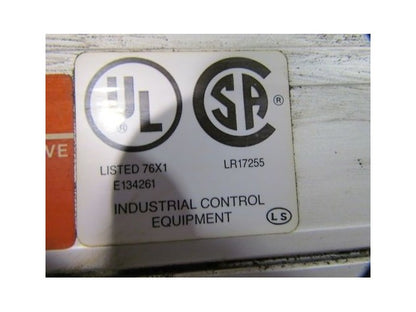 UL ®
SA ®
VE
LISTED 76X1
LR17255
E134261
INDUSTRIAL CONTROL
EQUIPMENT
LS